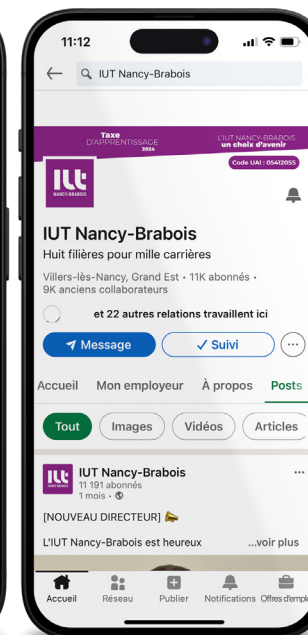 11:12
IUT Nancy-Brabois
Taxe
D'APPRENTISSAGE
2024
L'IUT NANCY-BRABOIS
un choix d'avenir
Code UAI : 0541205S
IUT
NANCY-BRABOIS
IUT Nancy-Brabois
Huit filières pour mille carrières
Villers-lès-Nancy, Grand Est • 11K abonnés •
9K anciens collaborateurs
et 22 autres relations travaillent ici
Message
✓ Suivi
Accueil Mon employeur À propos Posts
Tout Images Vidéos Articles
IUT
NANCY-BRABOIS
IUT Nancy-Brabois
11 191 abonnés
1 mois •
[NOUVEAU DIRECTEUR]
L'IUT Nancy-Brabois est heureux ...voir plus
Accueil Réseau Publier Notifications Offres d'emplo